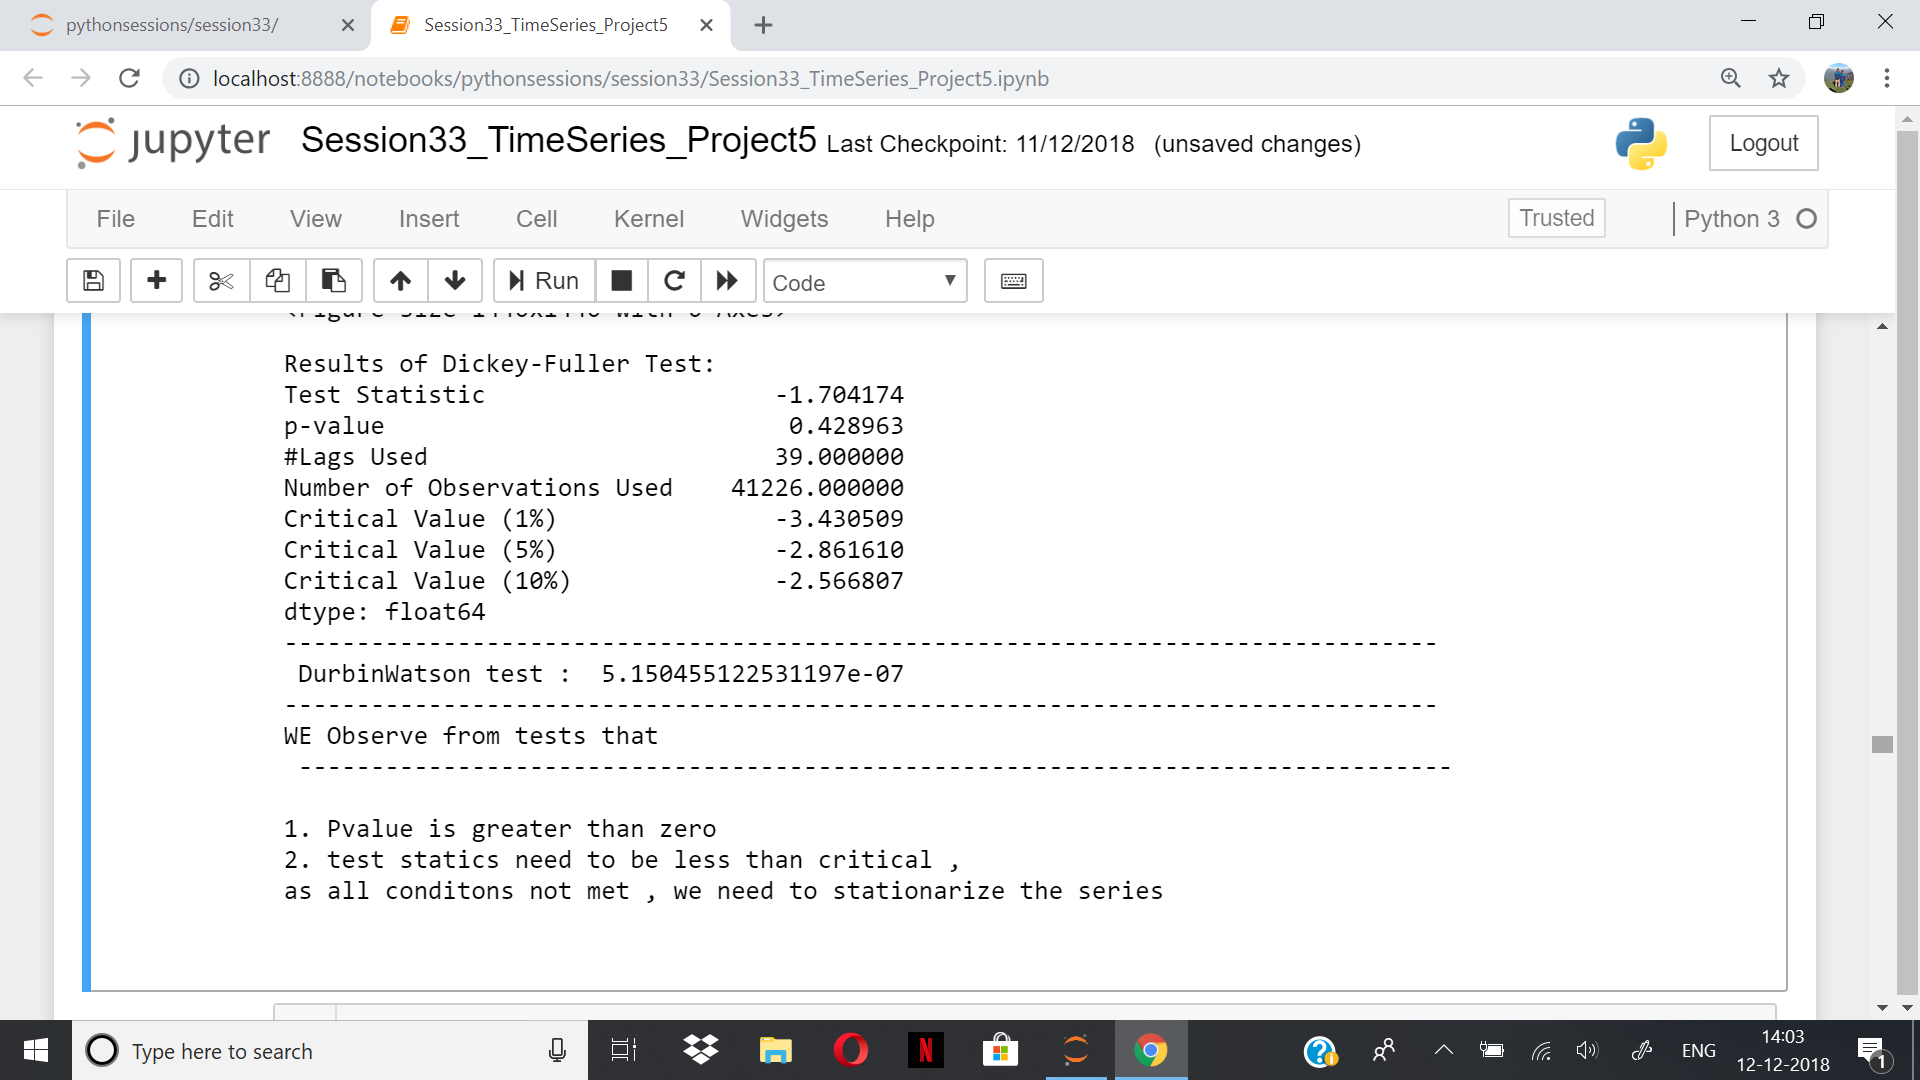 pythonsessions/session33/
Session33_TimeSeries_Project5
localhost:8888/notebooks/pythonsessions/session33/Session33_TimeSeries_Project5.ipynb
jupyter Session33_TimeSeries_Project5 Last Checkpoint: 11/12/2018 (unsaved changes)
Logout
File Edit View Insert Cell Kernel Widgets Help Trusted Python 3
Run Code
Results of Dickey-Fuller Test:
Test Statistic -1.704174
p-value 0.428963
#Lags Used 39.000000
Number of Observations Used 41226.000000
Critical Value (1%) -3.430509
Critical Value (5%) -2.861610
Critical Value (10%) -2.566807
dtype: float64
--------------------------------------------------------------------------------
DurbinWatson test : 5.150455122531197e-07
--------------------------------------------------------------------------------
WE Observe from tests that
--------------------------------------------------------------------------------
1. Pvalue is greater than zero
2. test statics need to be less than critical ,
as all conditons not met , we need to stationarize the series
Type here to search
N
ENG
14:03
12-12-2018
1